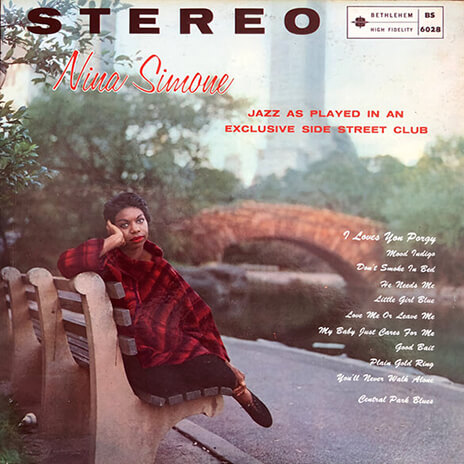 STEREO
BETHLEHEM
HIGH FIDELITY
BS
6028
Nina Simone
JAZZ AS PLAYED IN AN
EXCLUSIVE SIDE STREET CLUB
I Loves You Porgy
Mood Indigo
Don't Smoke In Bed
He Needs Me
Little Girl Blue
Love Me Or Leave Me
My Baby Just Cares For Me
Good Bait
Plain Gold Ring
You'll Never Walk Alone
Central Park Blues